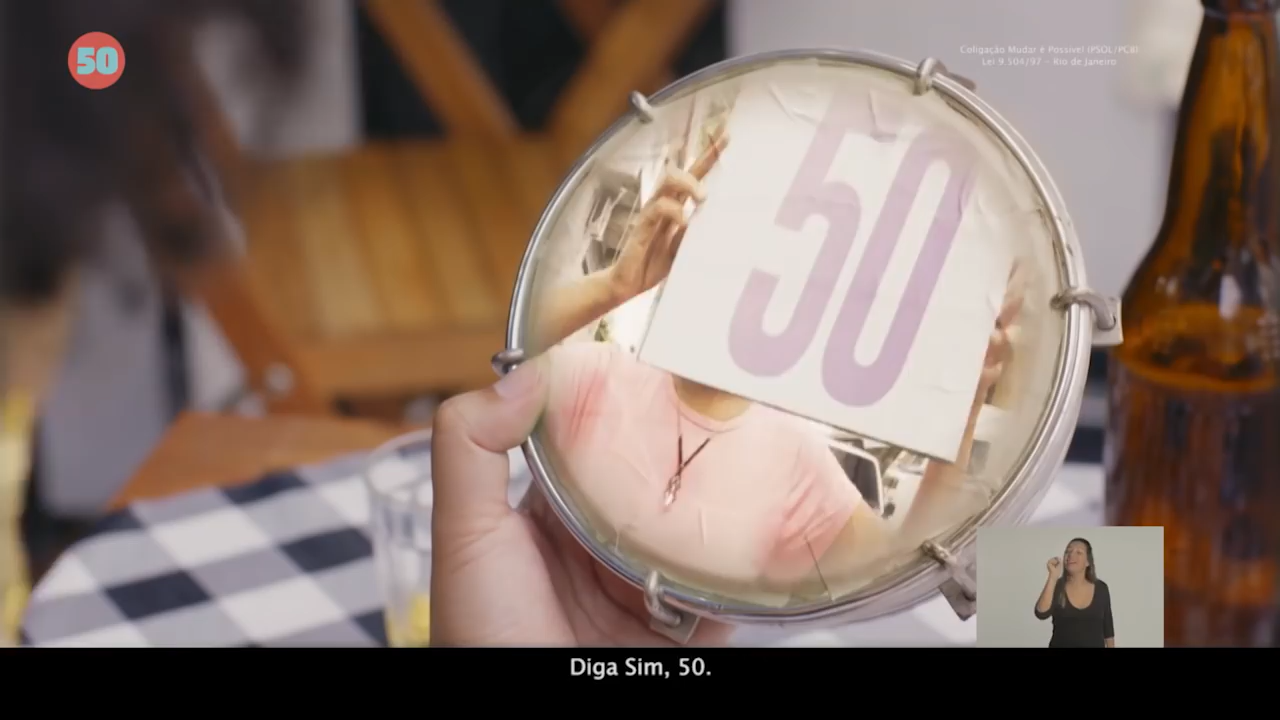 50
Coligação Mudar é Possível (PSOL/PCB)
Lei 9.504/97 - Rio de Janeiro
50
Diga Sim, 50.